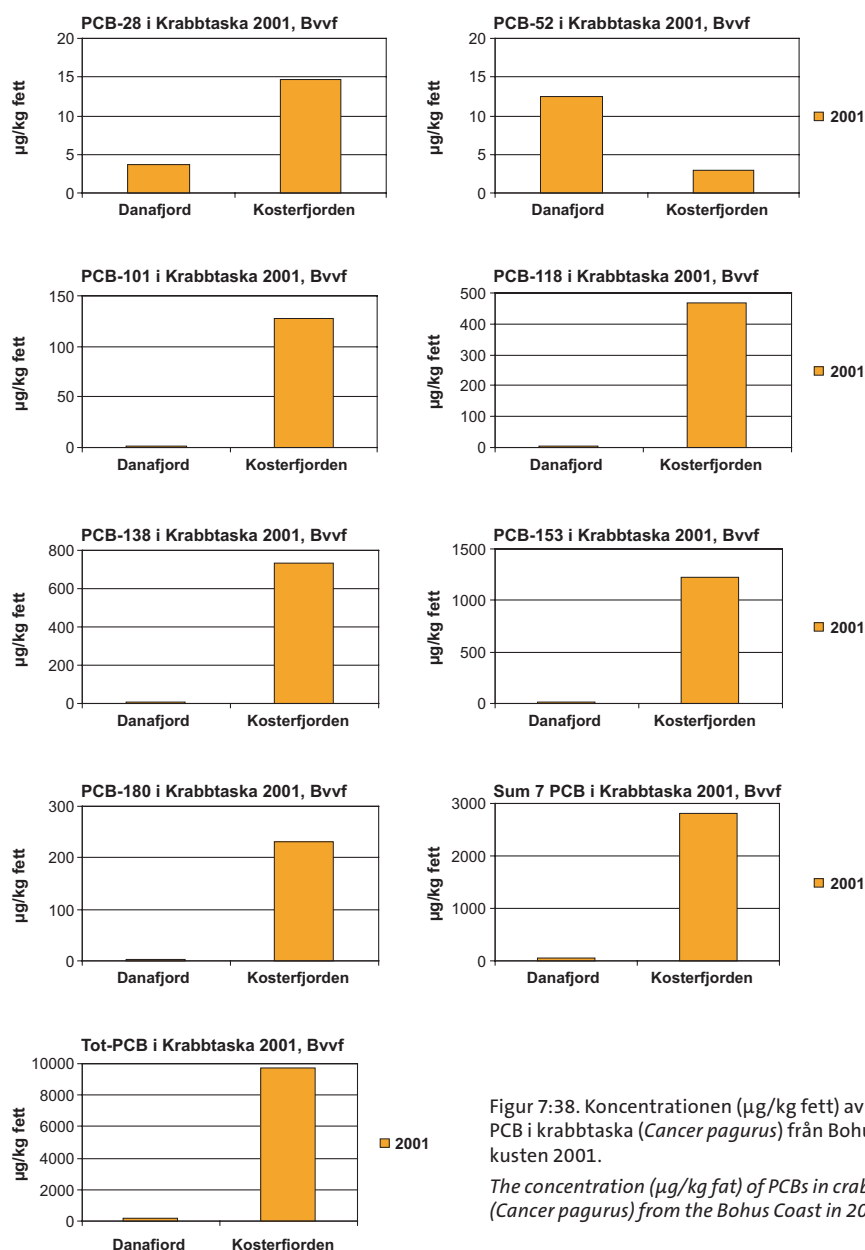 PCB-28 i Krabbtaska 2001, Bvvf
µg/kg fett
20
15
10
5
0
Danafjord Kosterfjorden
PCB-52 i Krabbtaska 2001, Bvvf
µg/kg fett
20
15
10
5
0
Danafjord Kosterfjorden
2001
PCB-101 i Krabbtaska 2001, Bvvf
µg/kg fett
150
100
50
0
Danafjord Kosterfjorden
PCB-118 i Krabbtaska 2001, Bvvf
µg/kg fett
500
400
300
200
100
0
Danafjord Kosterfjorden
2001
PCB-138 i Krabbtaska 2001, Bvvf
µg/kg fett
800
600
400
200
0
Danafjord Kosterfjorden
PCB-153 i Krabbtaska 2001, Bvvf
µg/kg fett
1500
1000
500
0
Danafjord Kosterfjorden
2001
PCB-180 i Krabbtaska 2001, Bvvf
µg/kg fett
300
200
100
0
Danafjord Kosterfjorden
Sum 7 PCB i Krabbtaska 2001, Bvvf
µg/kg fett
3000
2000
1000
0
Danafjord Kosterfjorden
2001
Tot-PCB i Krabbtaska 2001, Bvvf
µg/kg fett
10000
8000
6000
4000
2000
0
Danafjord Kosterfjorden
2001
Figur 7:38. Koncentrationen (µg/kg fett) av
PCB i krabbtaska (Cancer pagurus) från Bohu
kusten 2001.
The concentration (µg/kg fat) of PCBs in crab
(Cancer pagurus) from the Bohus Coast in 20